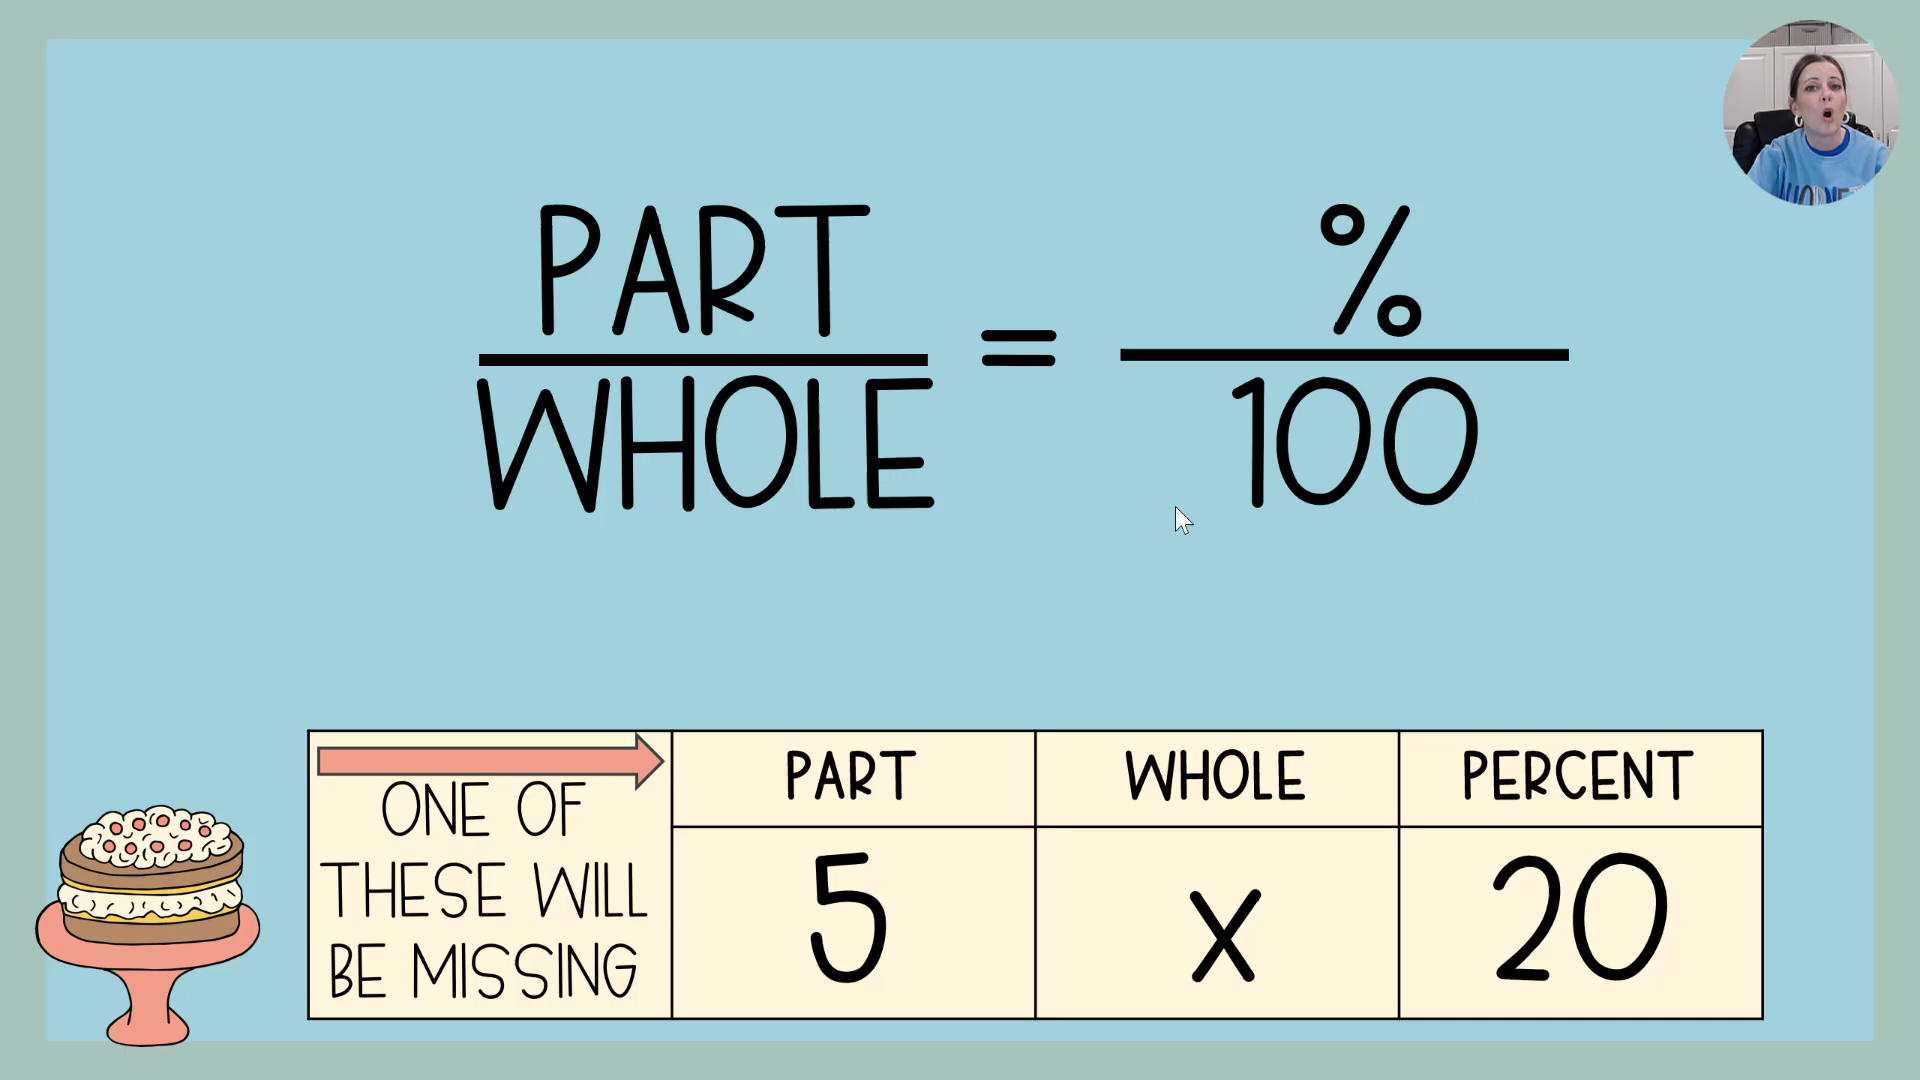 PART
WHOLE
=
%
100
ONE OF
THESE WILL
BE MISSING
PART WHOLE PERCENT
5 x 20